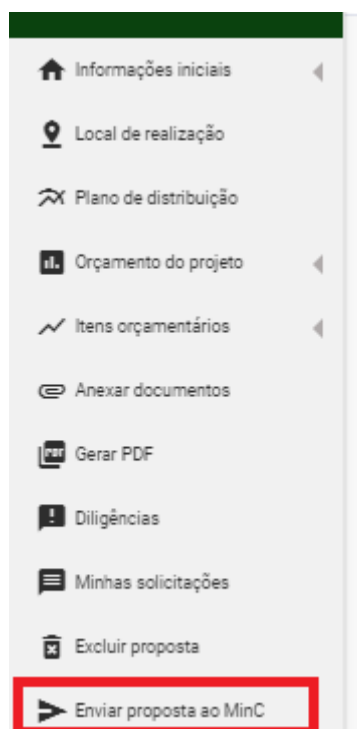 Informações iniciais
Local de realização
Plano de distribuição
Orçamento do projeto
Itens orçamentários
Anexar documentos
PDF Gerar PDF
Diligências
Minhas solicitações
Excluir proposta
Enviar proposta ao MinC